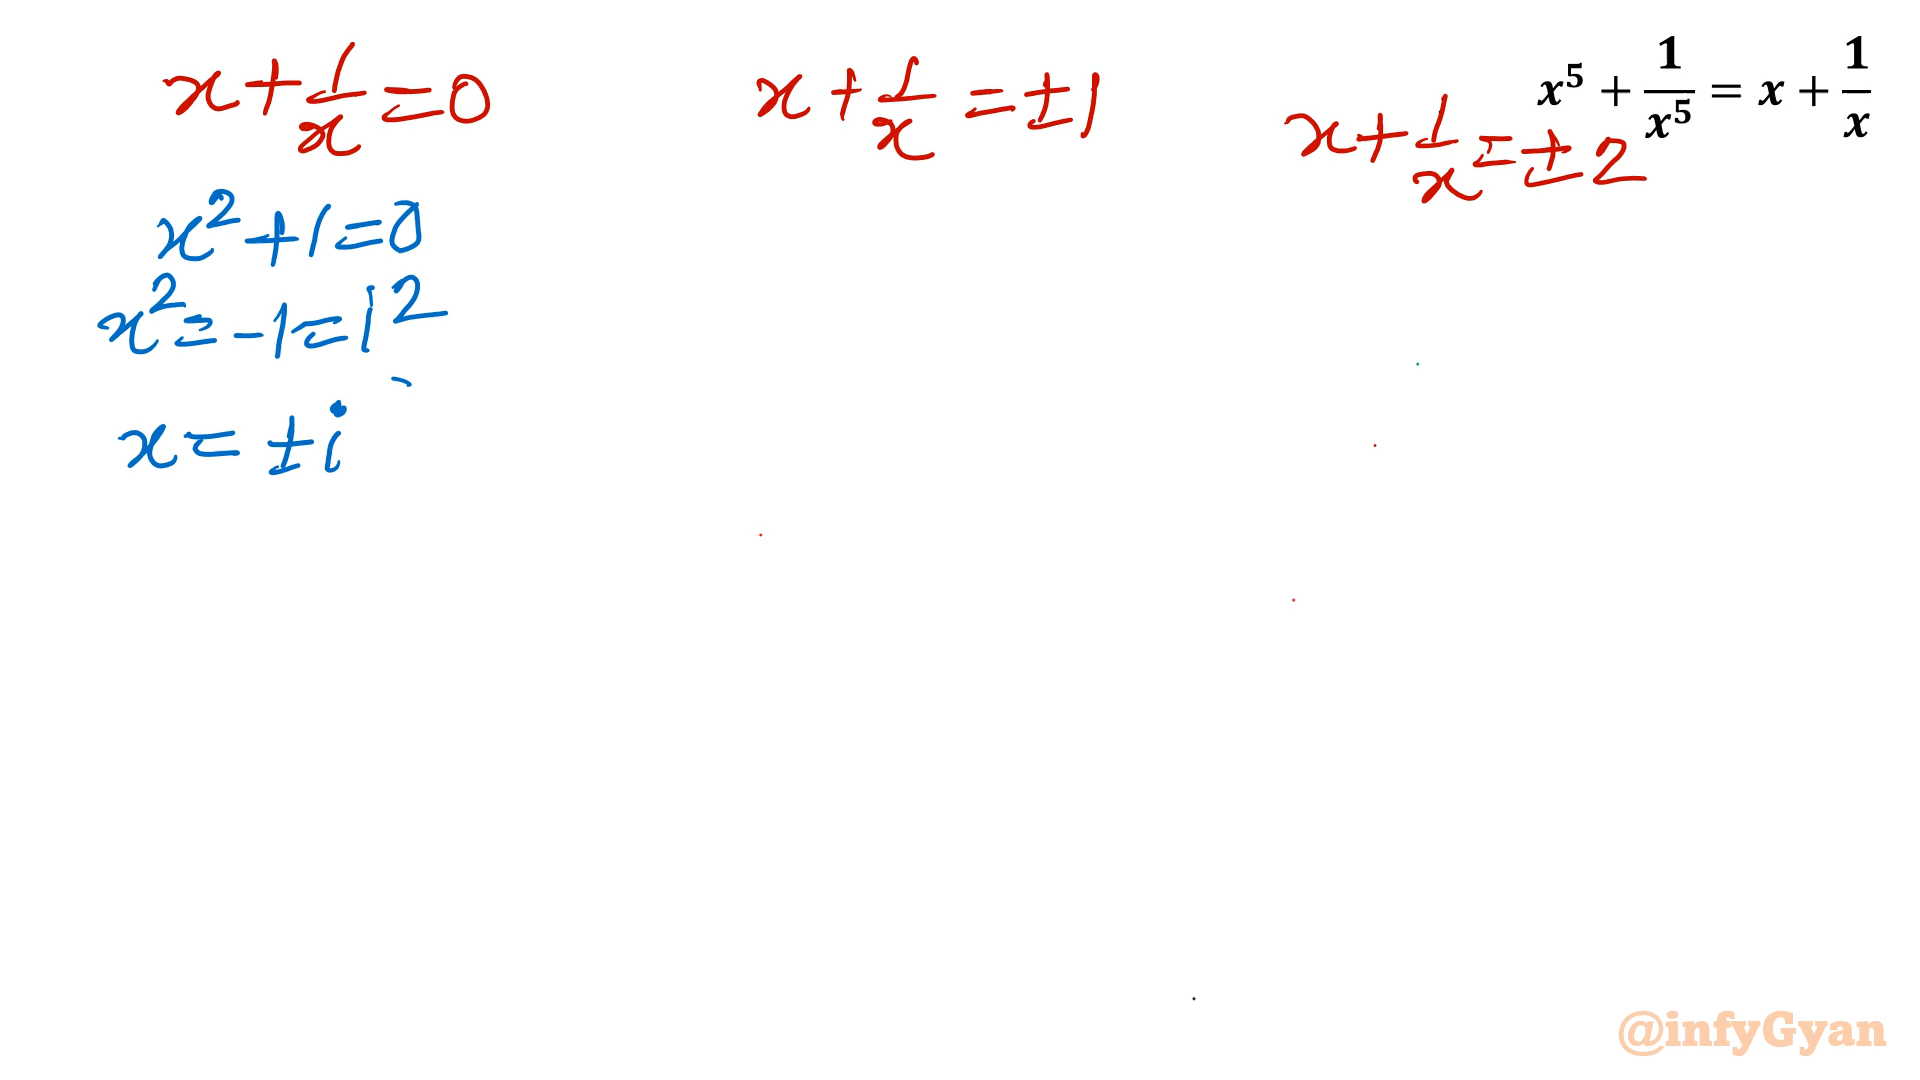 x + 1/x = 0
x² + 1 = 0
x² = -1 = i²
x = ± i
x + 1/x = ± 1
x + 1/x = ± 2
x⁵ + 1/x⁵ = x + 1/x
@infyGyan